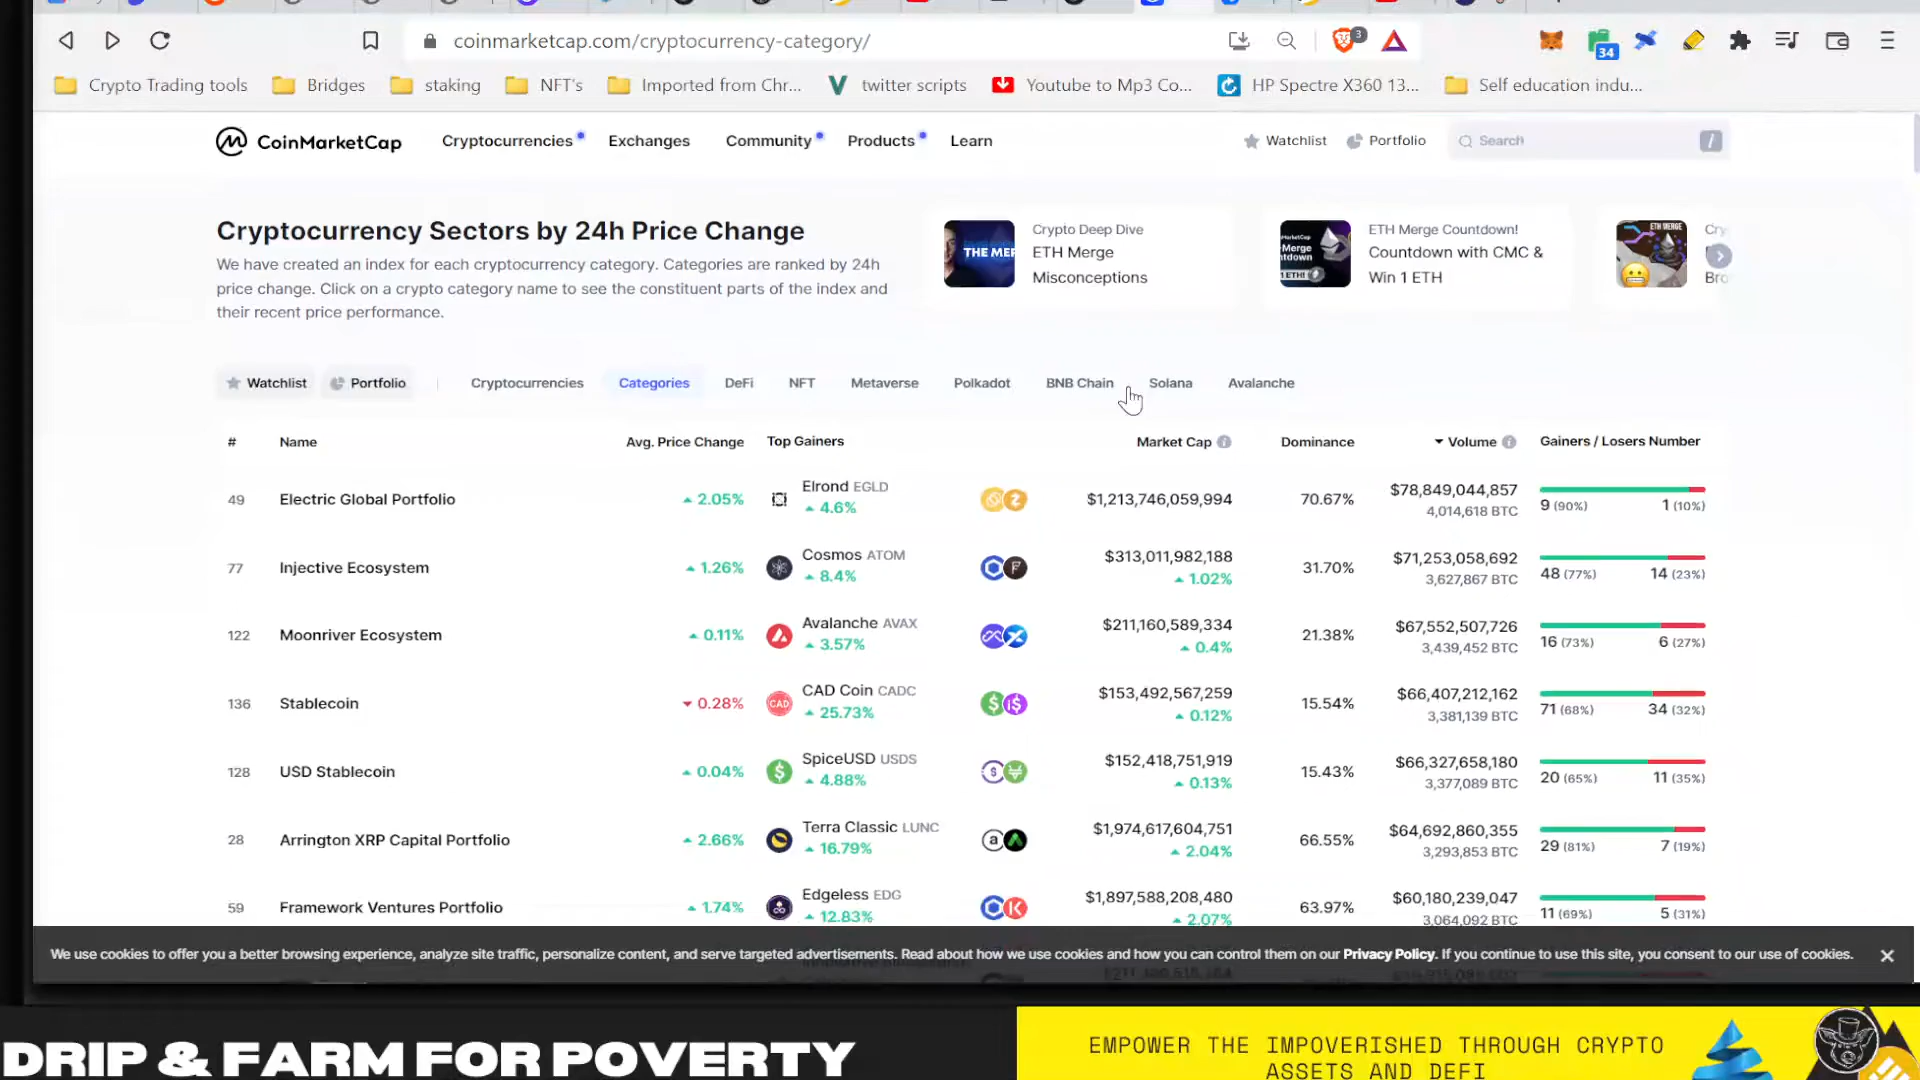 3
34
coinmarketcap.com/cryptocurrency-category/
Crypto Trading tools
Bridges
staking
NFT's
Imported from Chr...
twitter scripts
Youtube to Mp3 Co...
HP Spectre X360 13...
Self education indu...
CoinMarketCap
Cryptocurrencies
Exchanges
Community
Products
Learn
Watchlist
Portfolio
Search
/
Cryptocurrency Sectors by 24h Price Change
We have created an index for each cryptocurrency category. Categories are ranked by 24h
price change. Click on a crypto category name to see the constituent parts of the index and
their recent price performance.
THE MER
Crypto Deep Dive
ETH Merge
Misconceptions
ETH Merge Countdown!
Countdown with CMC &
Win 1 ETH
Cry
Bro
Watchlist
Portfolio
Cryptocurrencies
Categories
DeFi
NFT
Metaverse
Polkadot
BNB Chain
Solana
Avalanche
# Name Avg. Price Change Top Gainers Market Cap Dominance Volume Gainers / Losers Number
49 Electric Global Portfolio 2.05% Elrond EGLD 4.6% $1,213,746,059,994 70.67% $78,849,044,857 4,014,618 BTC 9 (90%) 1 (10%)
77 Injective Ecosystem 1.26% Cosmos ATOM 8.4% $313,011,982,188 1.02% 31.70% $71,253,058,692 3,627,867 BTC 48 (77%) 14 (23%)
122 Moonriver Ecosystem 0.11% Avalanche AVAX 3.57% $211,160,589,334 0.4% 21.38% $67,552,507,726 3,439,452 BTC 16 (73%) 6 (27%)
136 Stablecoin 0.28% CAD CAD Coin CADC 25.73% $153,492,567,259 0.12% 15.54% $66,407,212,162 3,381,139 BTC 71 (68%) 34 (32%)
128 USD Stablecoin 0.04% SpiceUSD USDS 4.88% $152,418,751,919 0.13% 15.43% $66,327,658,180 3,377,089 BTC 20 (65%) 11 (35%)
28 Arrington XRP Capital Portfolio 2.66% Terra Classic LUNC 16.79% $1,974,617,604,751 2.04% 66.55% $64,692,860,355 3,293,853 BTC 29 (81%) 7 (19%)
59 Framework Ventures Portfolio 1.74% Edgeless EDG 12.83% $1,897,588,208,480 2.07% 63.97% $60,180,239,047 3,064,092 BTC 11 (69%) 5 (31%)
We use cookies to offer you a better browsing experience, analyze site traffic, personalize content, and serve targeted advertisements. Read about how we use cookies and how you can control them on our Privacy Policy. If you continue to use this site, you consent to our use of cookies.
DRIP & FARM FOR POVERTY
EMPOWER THE IMPOVERISHED THROUGH CRYPTO
ASSETS AND DEFI